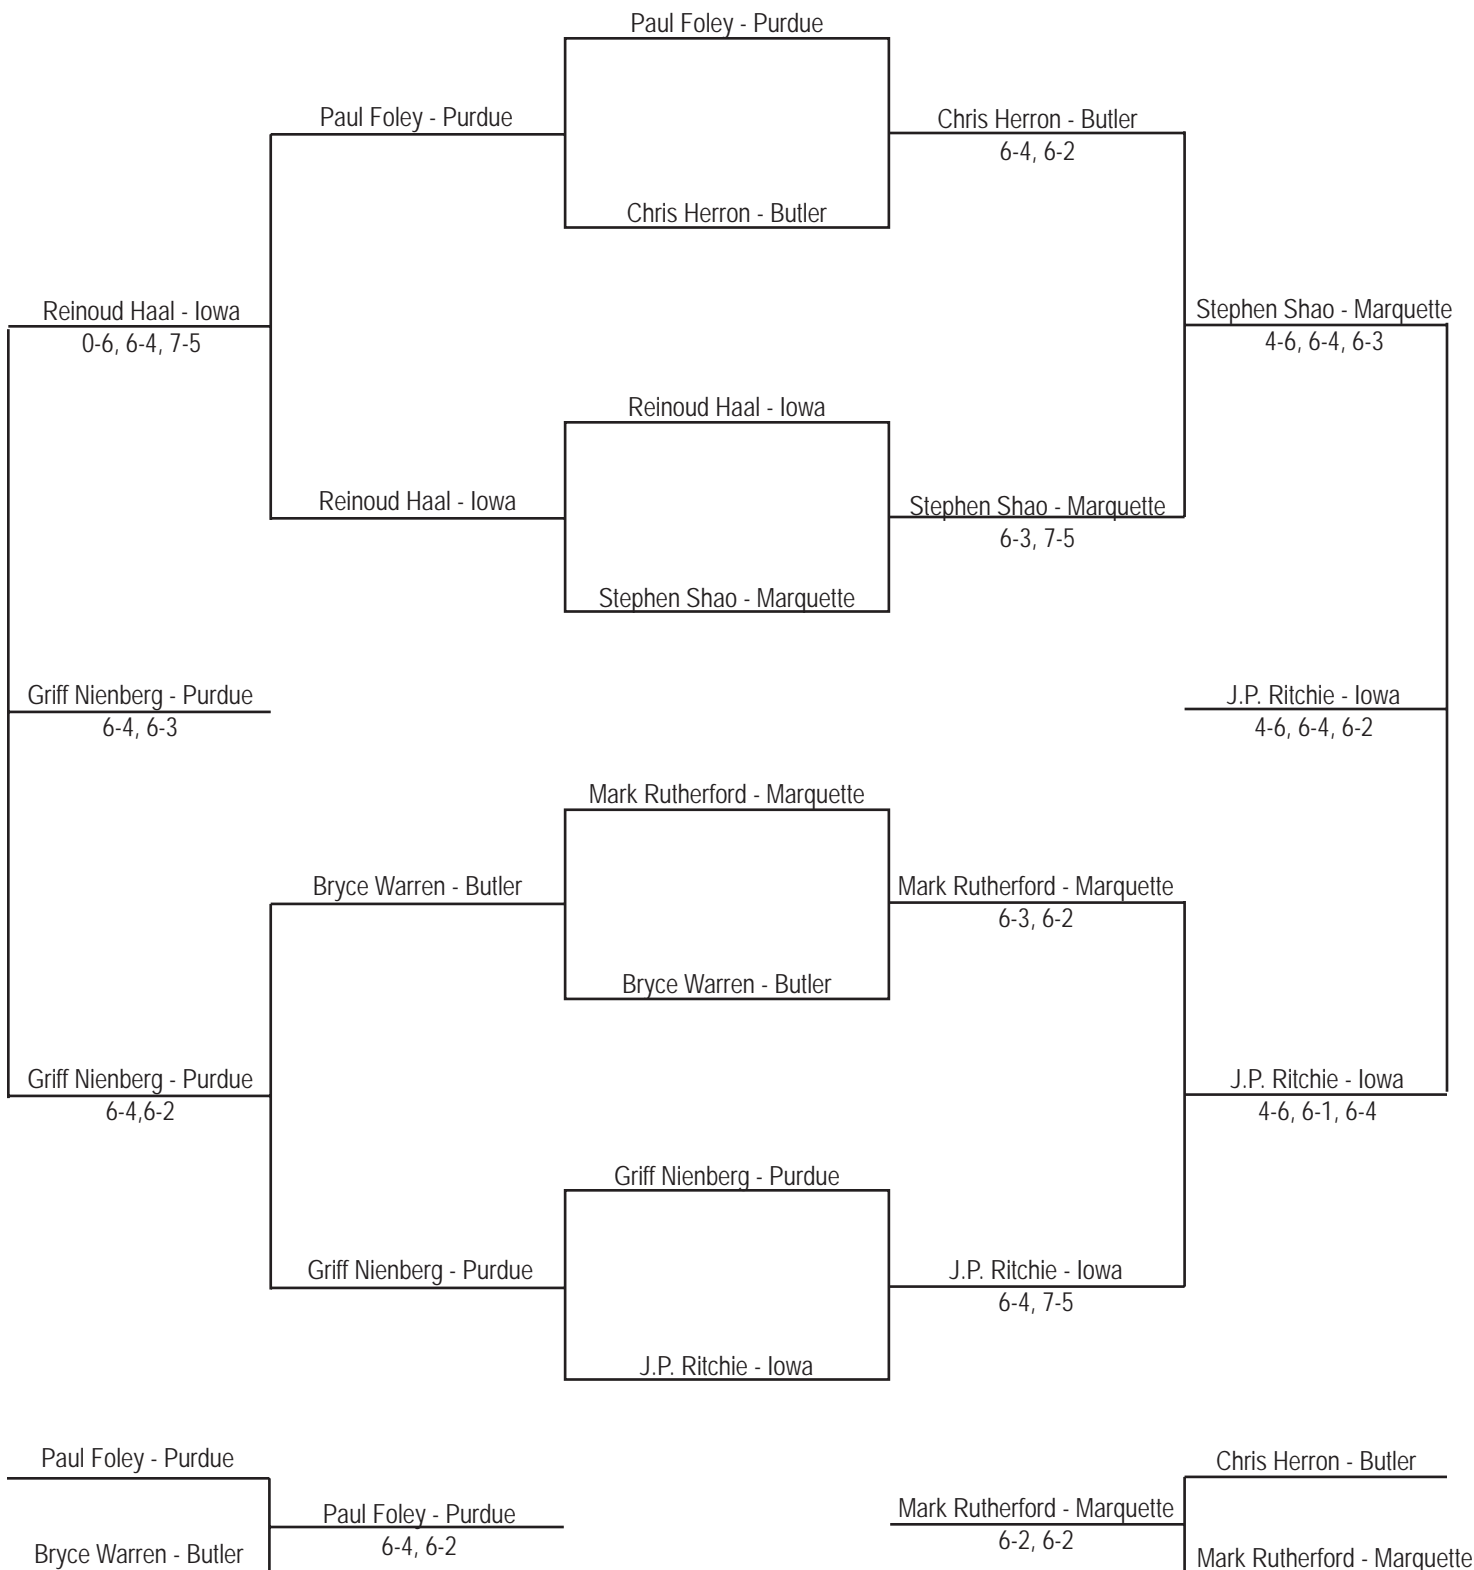 Paul Foley - Purdue
Paul Foley - Purdue
Chris Herron - Butler
6-4, 6-2
Chris Herron - Butler
Reinoud Haal - Iowa
0-6, 6-4, 7-5
Stephen Shao - Marquette
4-6, 6-4, 6-3
Reinoud Haal - Iowa
Reinoud Haal - Iowa
Stephen Shao - Marquette
6-3, 7-5
Stephen Shao - Marquette
Griff Nienberg - Purdue
6-4, 6-3
J.P. Ritchie - Iowa
4-6, 6-4, 6-2
Mark Rutherford - Marquette
Bryce Warren - Butler
Mark Rutherford - Marquette
6-3, 6-2
Bryce Warren - Butler
Griff Nienberg - Purdue
6-4,6-2
J.P. Ritchie - Iowa
4-6, 6-1, 6-4
Griff Nienberg - Purdue
Griff Nienberg - Purdue
J.P. Ritchie - Iowa
6-4, 7-5
J.P. Ritchie - Iowa
Paul Foley - Purdue
Chris Herron - Butler
Paul Foley - Purdue
6-4, 6-2
Mark Rutherford - Marquette
6-2, 6-2
Bryce Warren - Butler
Mark Rutherford - Marquette